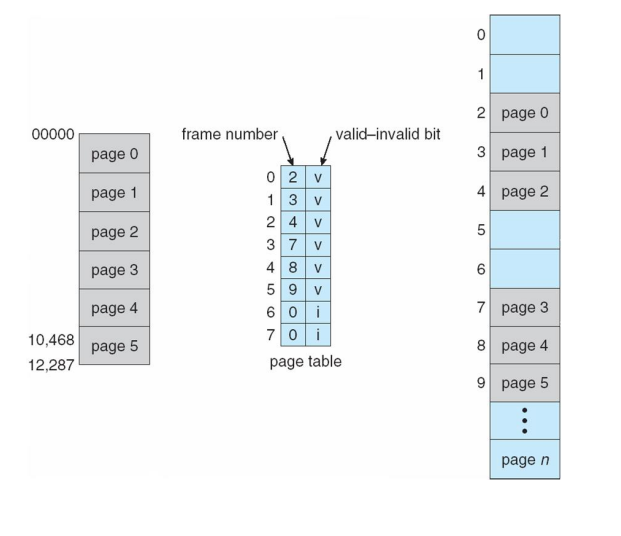 00000
page 0
page 1
page 2
page 3
page 4
10,468
page 5
12,287
frame number
valid–invalid bit
0 2 v
1 3 v
2 4 v
3 7 v
4 8 v
5 9 v
6 0 i
7 0 i
page table
0
1
2 page 0
3 page 1
4 page 2
5
6
7 page 3
8 page 4
9 page 5
page n